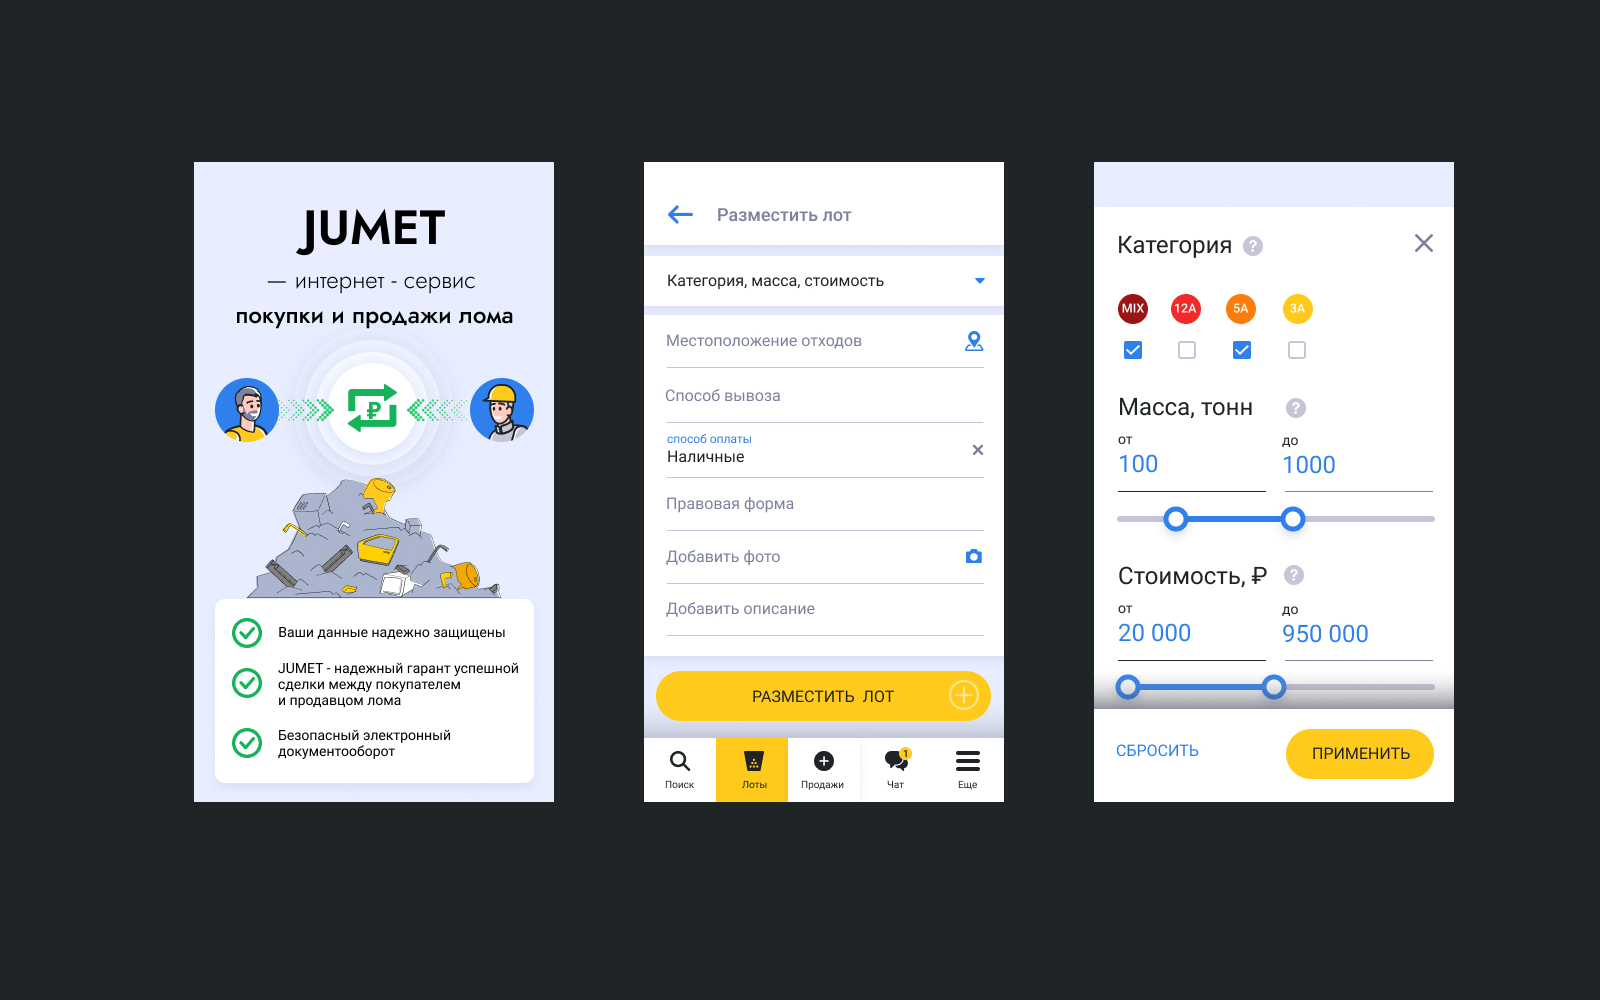 JUMET
— интернет - сервис
покупки и продажи лома
₽
Ваши данные надежно защищены
JUMET - надежный гарант успешной
сделки между покупателем
и продавцом лома
Безопасный электронный
документооборот
Разместить лот
Категория, масса, стоимость
Местоположение отходов
Способ вывоза
способ оплаты
Наличные
Правовая форма
Добавить фото
Добавить описание
РАЗМЕСТИТЬ ЛОТ
1
Поиск Лоты Продажи Чат Еще
Категория ?
MIX 12A 5A 3A
Масса, тонн ?
от до
100 1000
Стоимость, ₽ ?
от до
20 000 950 000
СБРОСИТЬ ПРИМЕНИТЬ